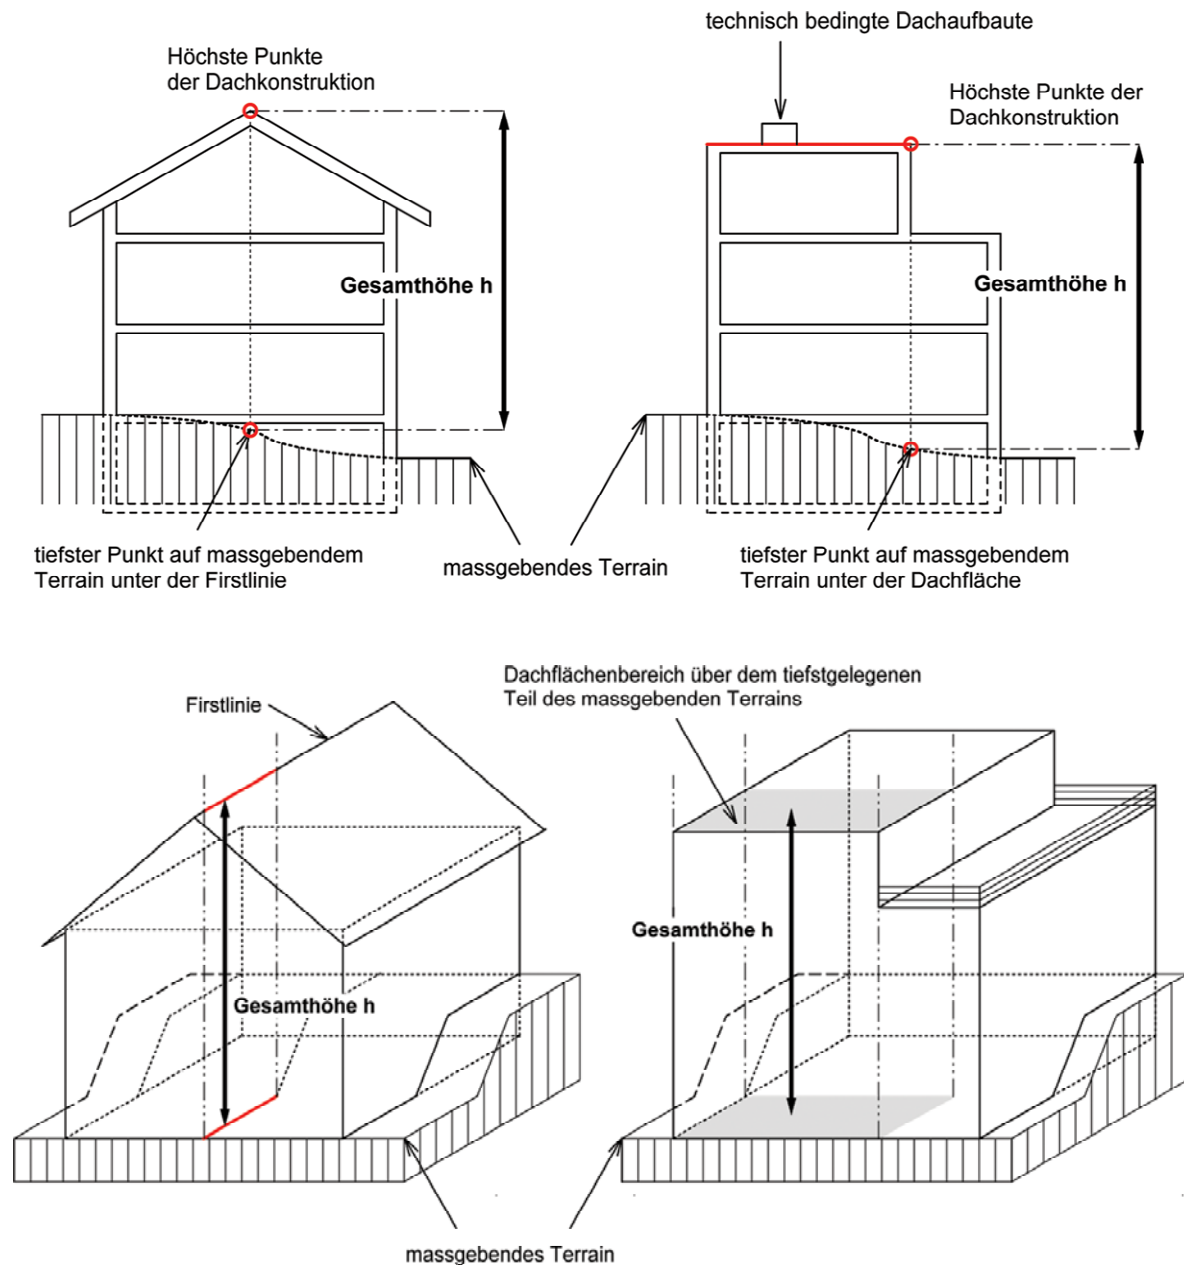 technisch bedingte Dachaufbaute
Höchste Punkte
der Dachkonstruktion
Höchste Punkte der
Dachkonstruktion
Gesamthöhe h
Gesamthöhe h
tiefster Punkt auf massgebendem
Terrain unter der Firstlinie
massgebendes Terrain
tiefster Punkt auf massgebendem
Terrain unter der Dachfläche
Dachflächenbereich über dem tiefstgelegenen
Teil des massgebenden Terrains
Firstlinie
Gesamthöhe h
Gesamthöhe h
massgebendes Terrain